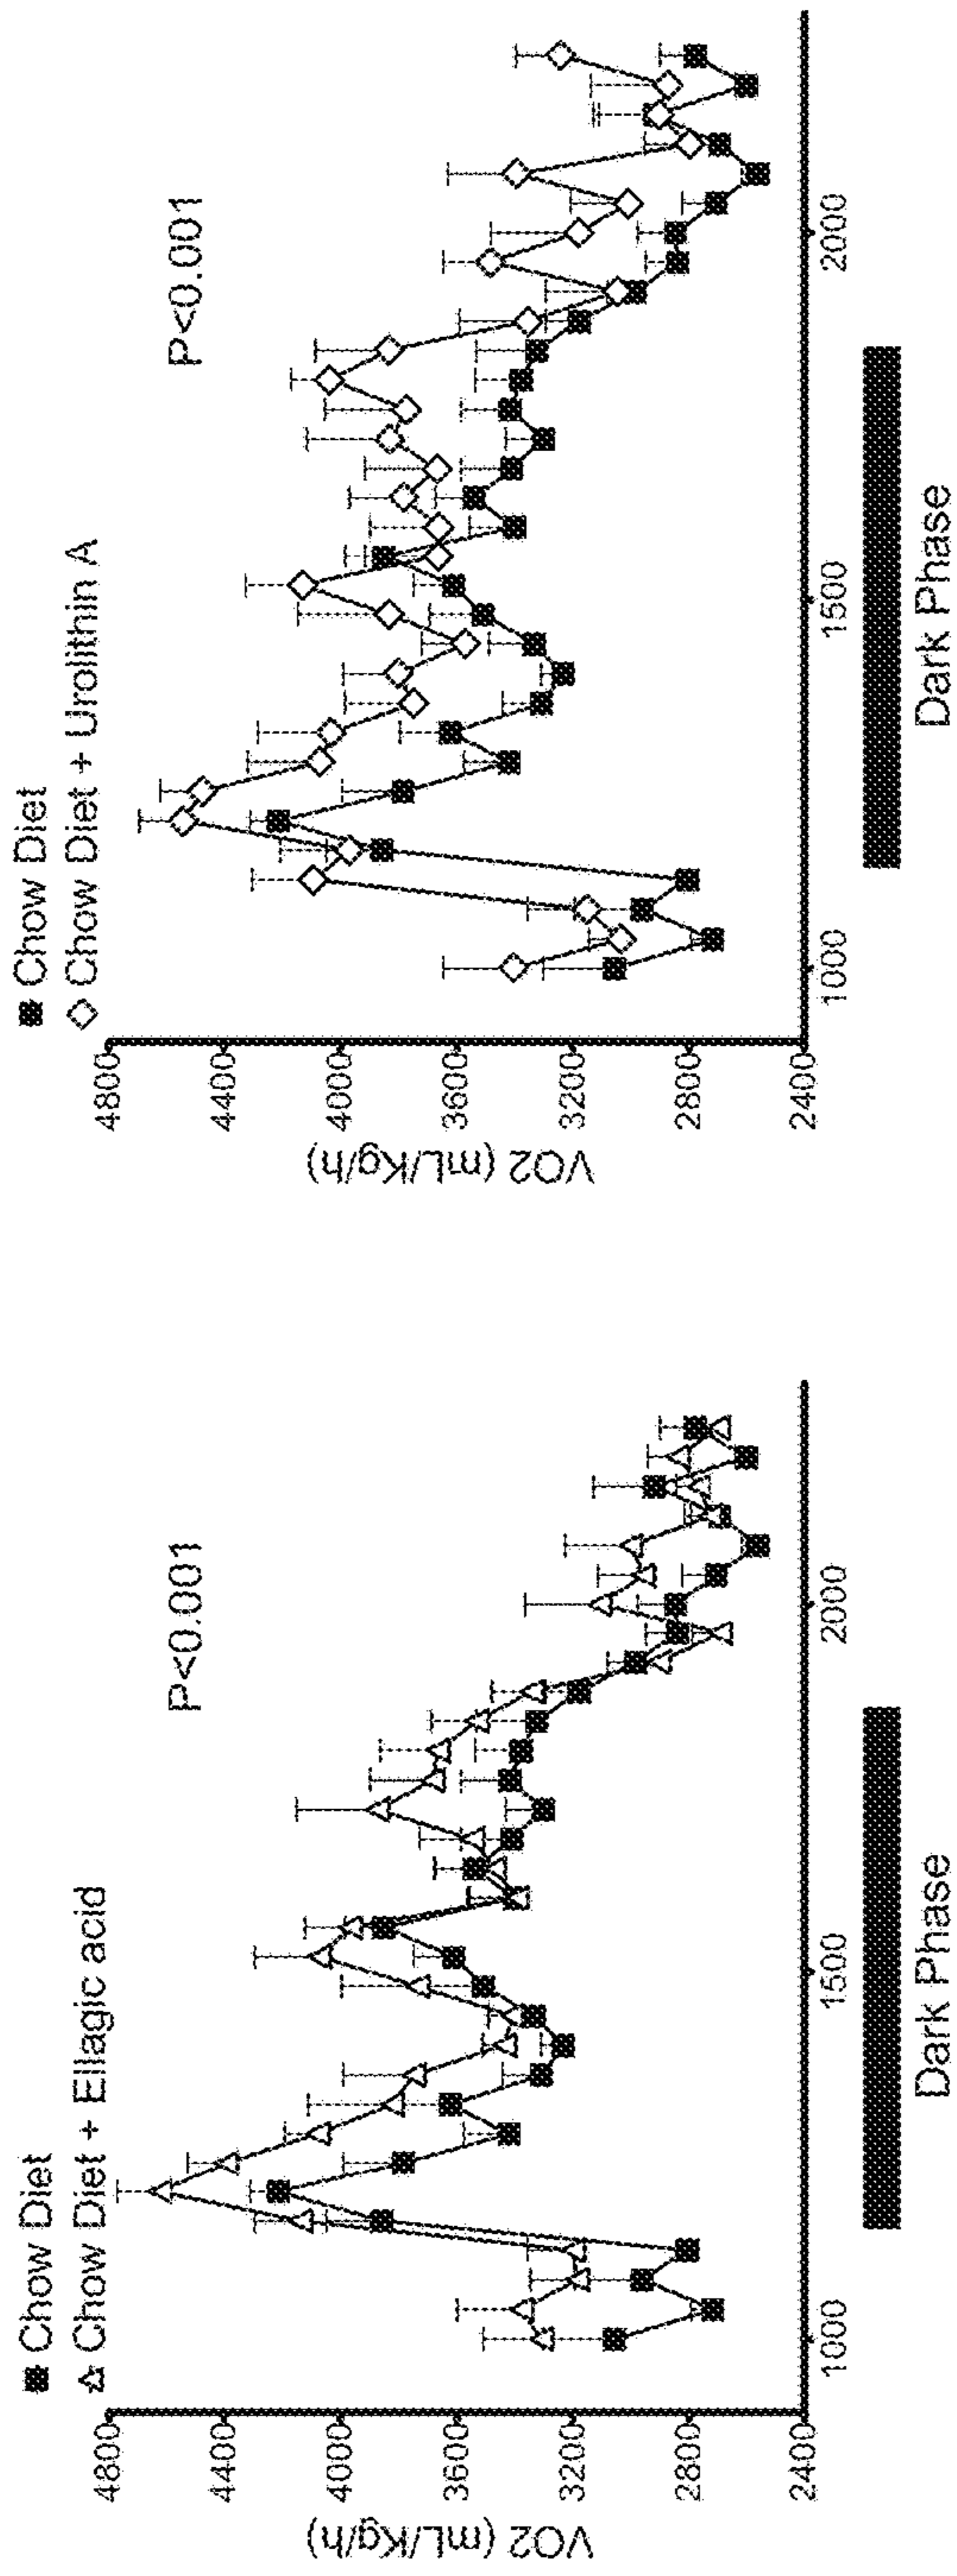 Chow Diet
Chow Diet + Ellagic acid
P<0.001
VO2 (mL/Kg/h)
4800
4400
4000
3600
3200
2800
2400
1000
1500
2000
Dark Phase
Chow Diet
Chow Diet + Urolithin A
P<0.001
VO2 (mL/Kg/h)
4800
4400
4000
3600
3200
2800
2400
1000
1500
2000
Dark Phase